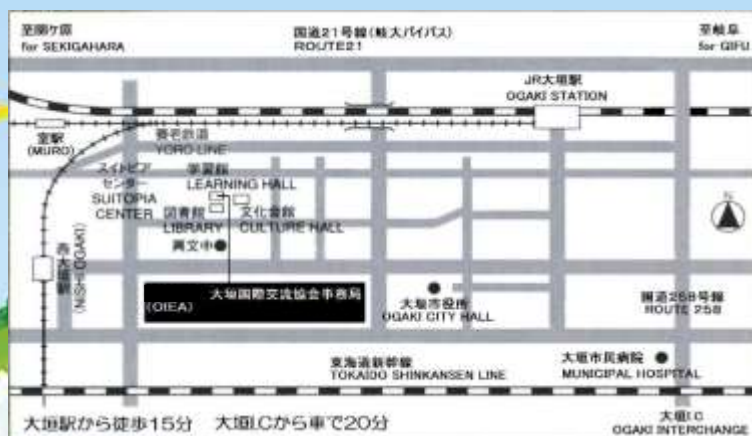 至関ケ原
for SEKIGAHARA
国道21号線(岐大バイパス)
ROUTE21
至岐阜
for GIFU
JR大垣駅
OGAKI STATION
室駅
(MURO)
養老鉄道
YORO LINE
スイトピア
センター
SUITOPIA
CENTER
学習館
LEARNING HALL
図書館
LIBRARY
文化会館
CULTURE HALL
興文中
西大垣駅
(NISHI OGAKI)
N
大垣国際交流協会事務局
(OIEA)
大垣市役所
OGAKI CITY HALL
国道258号線
ROUTE 258
東海道新幹線
TOKAIDO SHINKANSEN LINE
大垣市民病院
MUNICIPAL HOSPITAL
大垣駅から徒歩15分 大垣I.Cから車で20分
大垣I.C
OGAKI INTERCHANGE